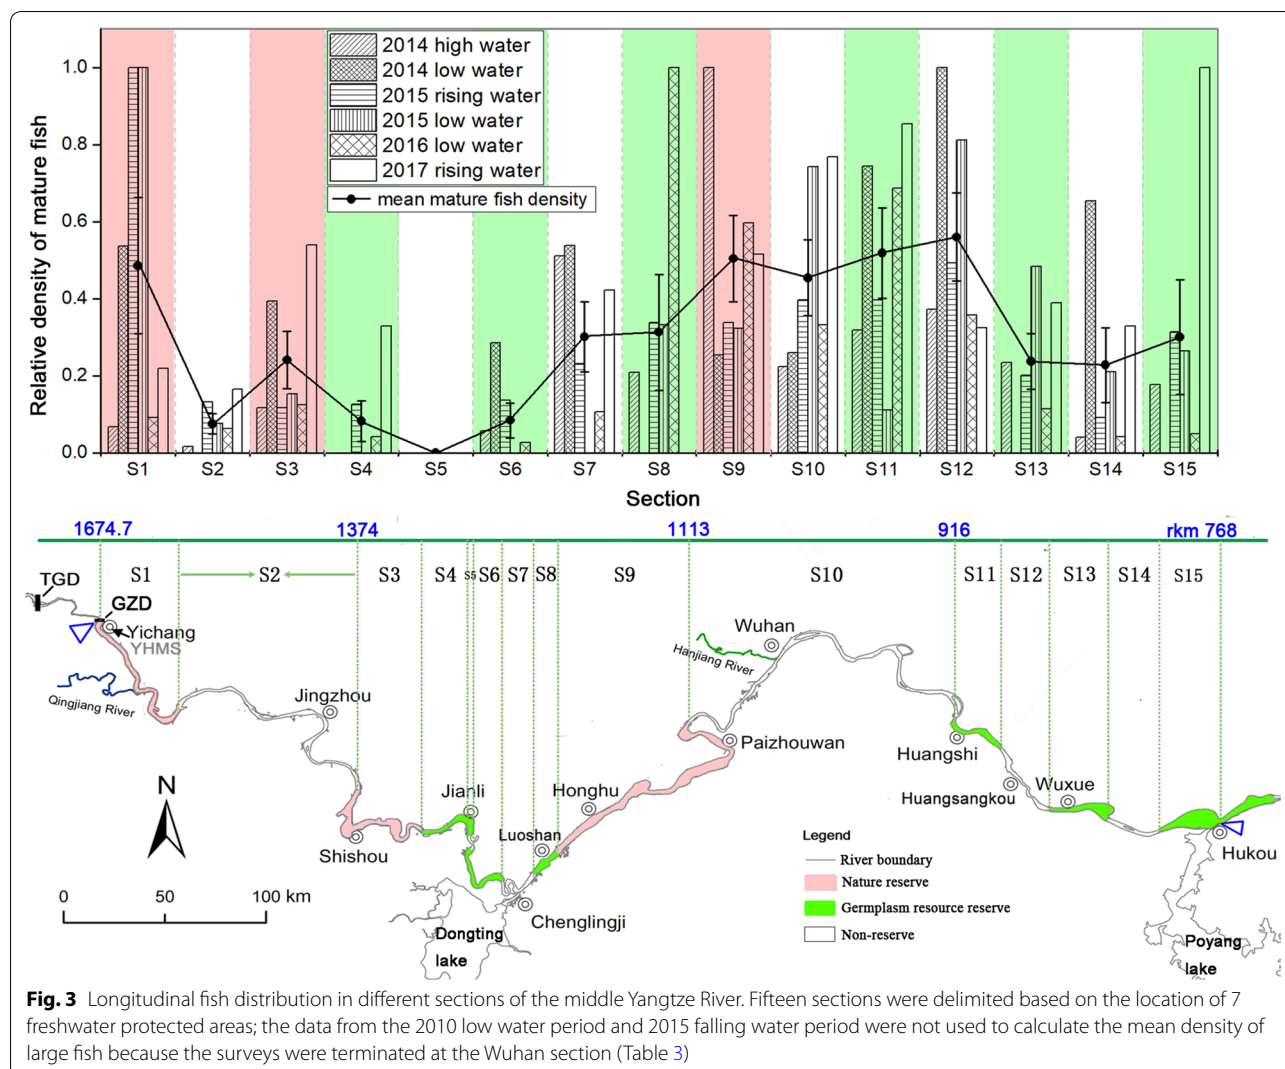 2014 high water
2014 low water
2015 rising water
2015 low water
2016 low water
2017 rising water
mean mature fish density
Relative density of mature fish
1.0
0.8
0.6
0.4
0.2
0.0
S1 S2 S3 S4 S5 S6 S7 S8 S9 S10 S11 S12 S13 S14 S15
Section
1674.7 1374 1113 916 rkm 768
S1 S2 S3 S4 S5 S6 S7 S8 S9 S10 S11 S12 S13 S14 S15
TGD
GZD
Yichang
YHMS
Qingjiang River
Jingzhou
Wuhan
Hanjiang River
Paizhouwan
Huangshi
Huangsangkou
Wuxue
Jianli
Honghu
Luoshan
Shishou
Hukou
Chenglingji
Dongting
lake
Poyang
lake
N
0 50 100 km
Legend
River boundary
Nature reserve
Germplasm resource reserve
Non-reserve
Fig. 3 Longitudinal fish distribution in different sections of the middle Yangtze River. Fifteen sections were delimited based on the location of 7
freshwater protected areas; the data from the 2010 low water period and 2015 falling water period were not used to calculate the mean density of
large fish because the surveys were terminated at the Wuhan section (Table 3)